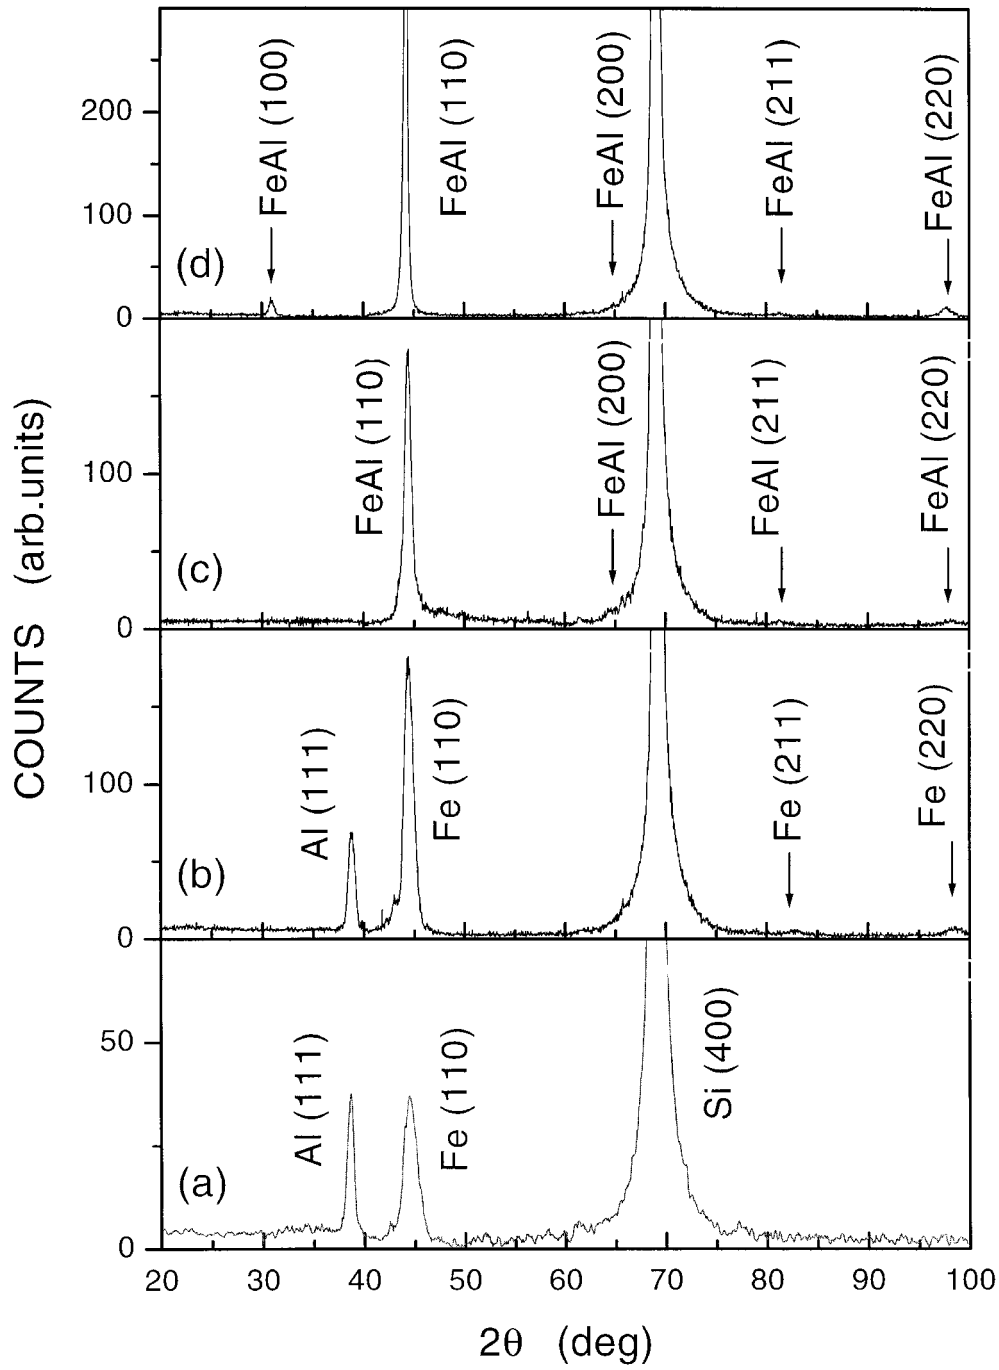 COUNTS (arb.units)
200
100
0
(d)
FeAl (100)
FeAl (110)
FeAl (200)
FeAl (211)
FeAl (220)
100
0
(c)
FeAl (110)
FeAl (200)
FeAl (211)
FeAl (220)
100
0
(b)
Al (111)
Fe (110)
Fe (211)
Fe (220)
50
0
(a)
Al (111)
Fe (110)
Si (400)
20 30 40 50 60 70 80 90 100
2θ (deg)